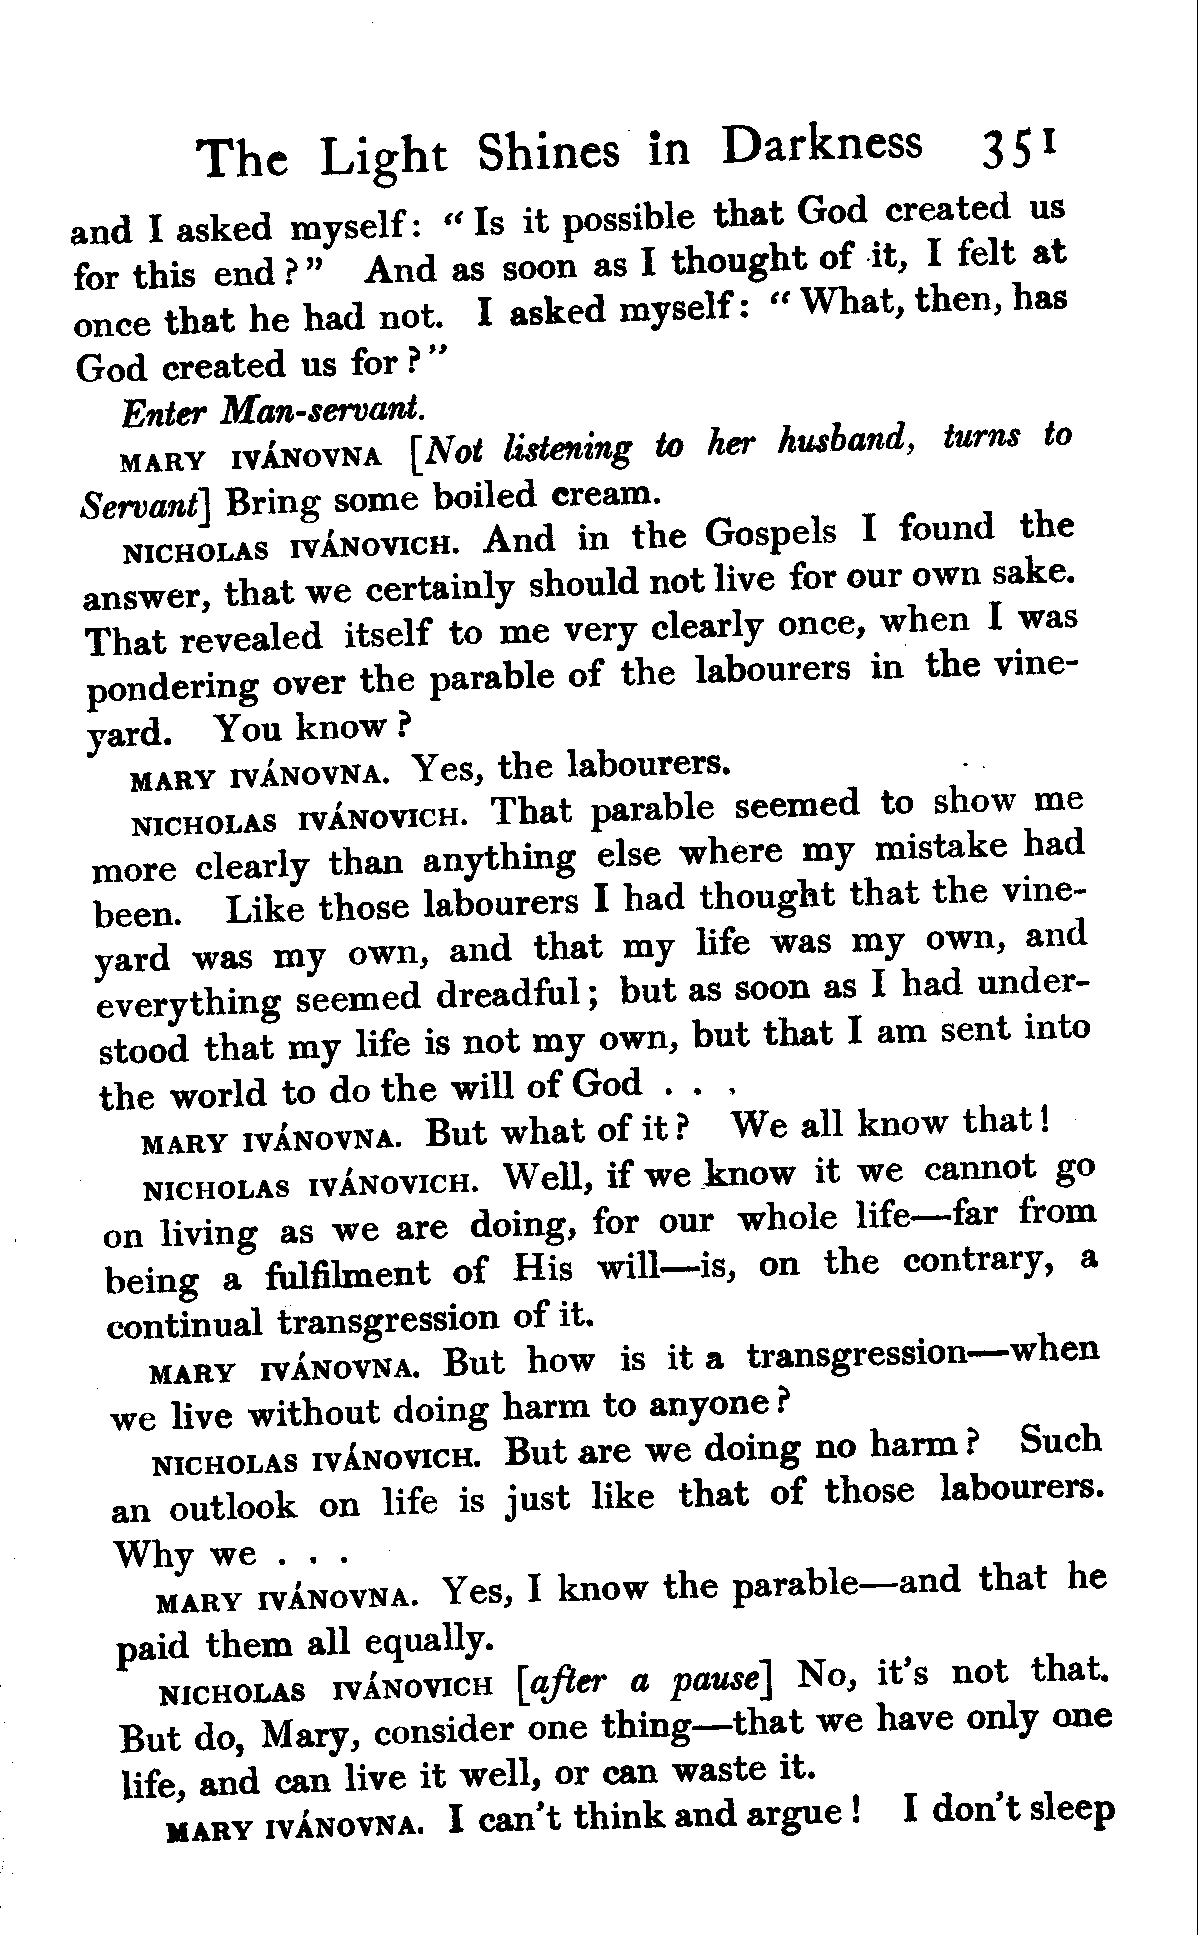 The Light Shines in Darkness 351
and I asked myself: “Is it possible that God created us
for this end?” And as soon as I thought of it, I felt at
once that he had not. I asked myself: “What, then, has
God created us for?”
Enter Man-servant.
MARY IVÁNOVNA [Not listening to her husband, turns to
Servant] Bring some boiled cream.
NICHOLAS IVÁNOVICH. And in the Gospels I found the
answer, that we certainly should not live for our own sake.
That revealed itself to me very clearly once, when I was
pondering over the parable of the labourers in the vine-
yard. You know?
MARY IVÁNOVNA. Yes, the labourers.
NICHOLAS IVÁNOVICH. That parable seemed to show me
more clearly than anything else where my mistake had
been. Like those labourers I had thought that the vine-
yard was my own, and that my life was my own, and
everything seemed dreadful; but as soon as I had under-
stood that my life is not my own, but that I am sent into
the world to do the will of God . . .
MARY IVÁNOVNA. But what of it? We all know that!
NICHOLAS IVÁNOVICH. Well, if we know it we cannot go
on living as we are doing, for our whole life—far from
being a fulfilment of His will—is, on the contrary, a
continual transgression of it.
MARY IVÁNOVNA. But how is it a transgression—when
we live without doing harm to anyone?
NICHOLAS IVÁNOVICH. But are we doing no harm? Such
an outlook on life is just like that of those labourers.
Why we . . .
MARY IVÁNOVNA. Yes, I know the parable—and that he
paid them all equally.
NICHOLAS IVÁNOVICH [after a pause] No, it’s not that.
But do, Mary, consider one thing—that we have only one
life, and can live it well, or can waste it.
MARY IVÁNOVNA. I can’t think and argue! I don’t sleep